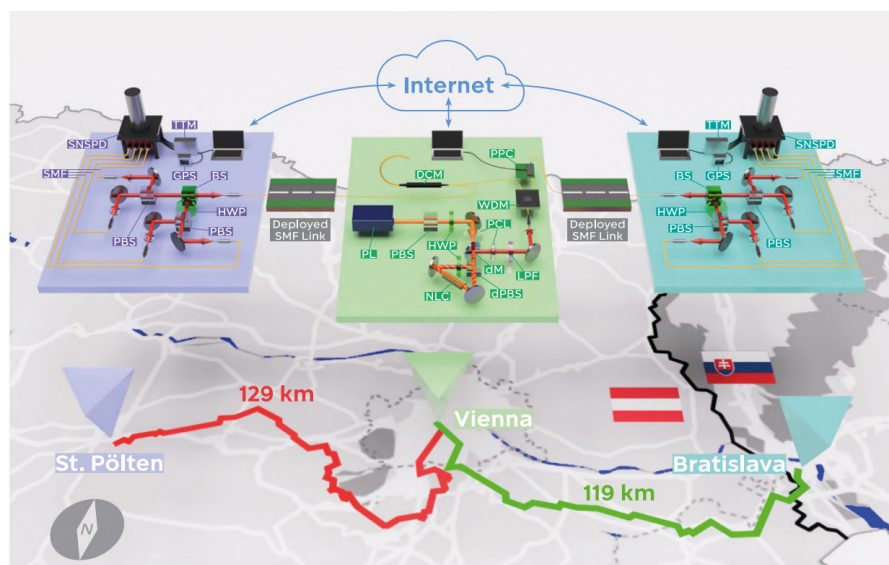 Internet
TTM
SNSPD
SMF
GPS
BS
HWP
PBS
PBS
Deployed
SMF Link
PPC
DCM
WDM
PL
PBS
HWP
PCL
NLC
dM
dPBS
LPF
Deployed
SMF Link
TTM
SNSPD
BS
GPS
SMF
HWP
PBS
PBS
129 km
Vienna
St. Pölten
Bratislava
119 km
N